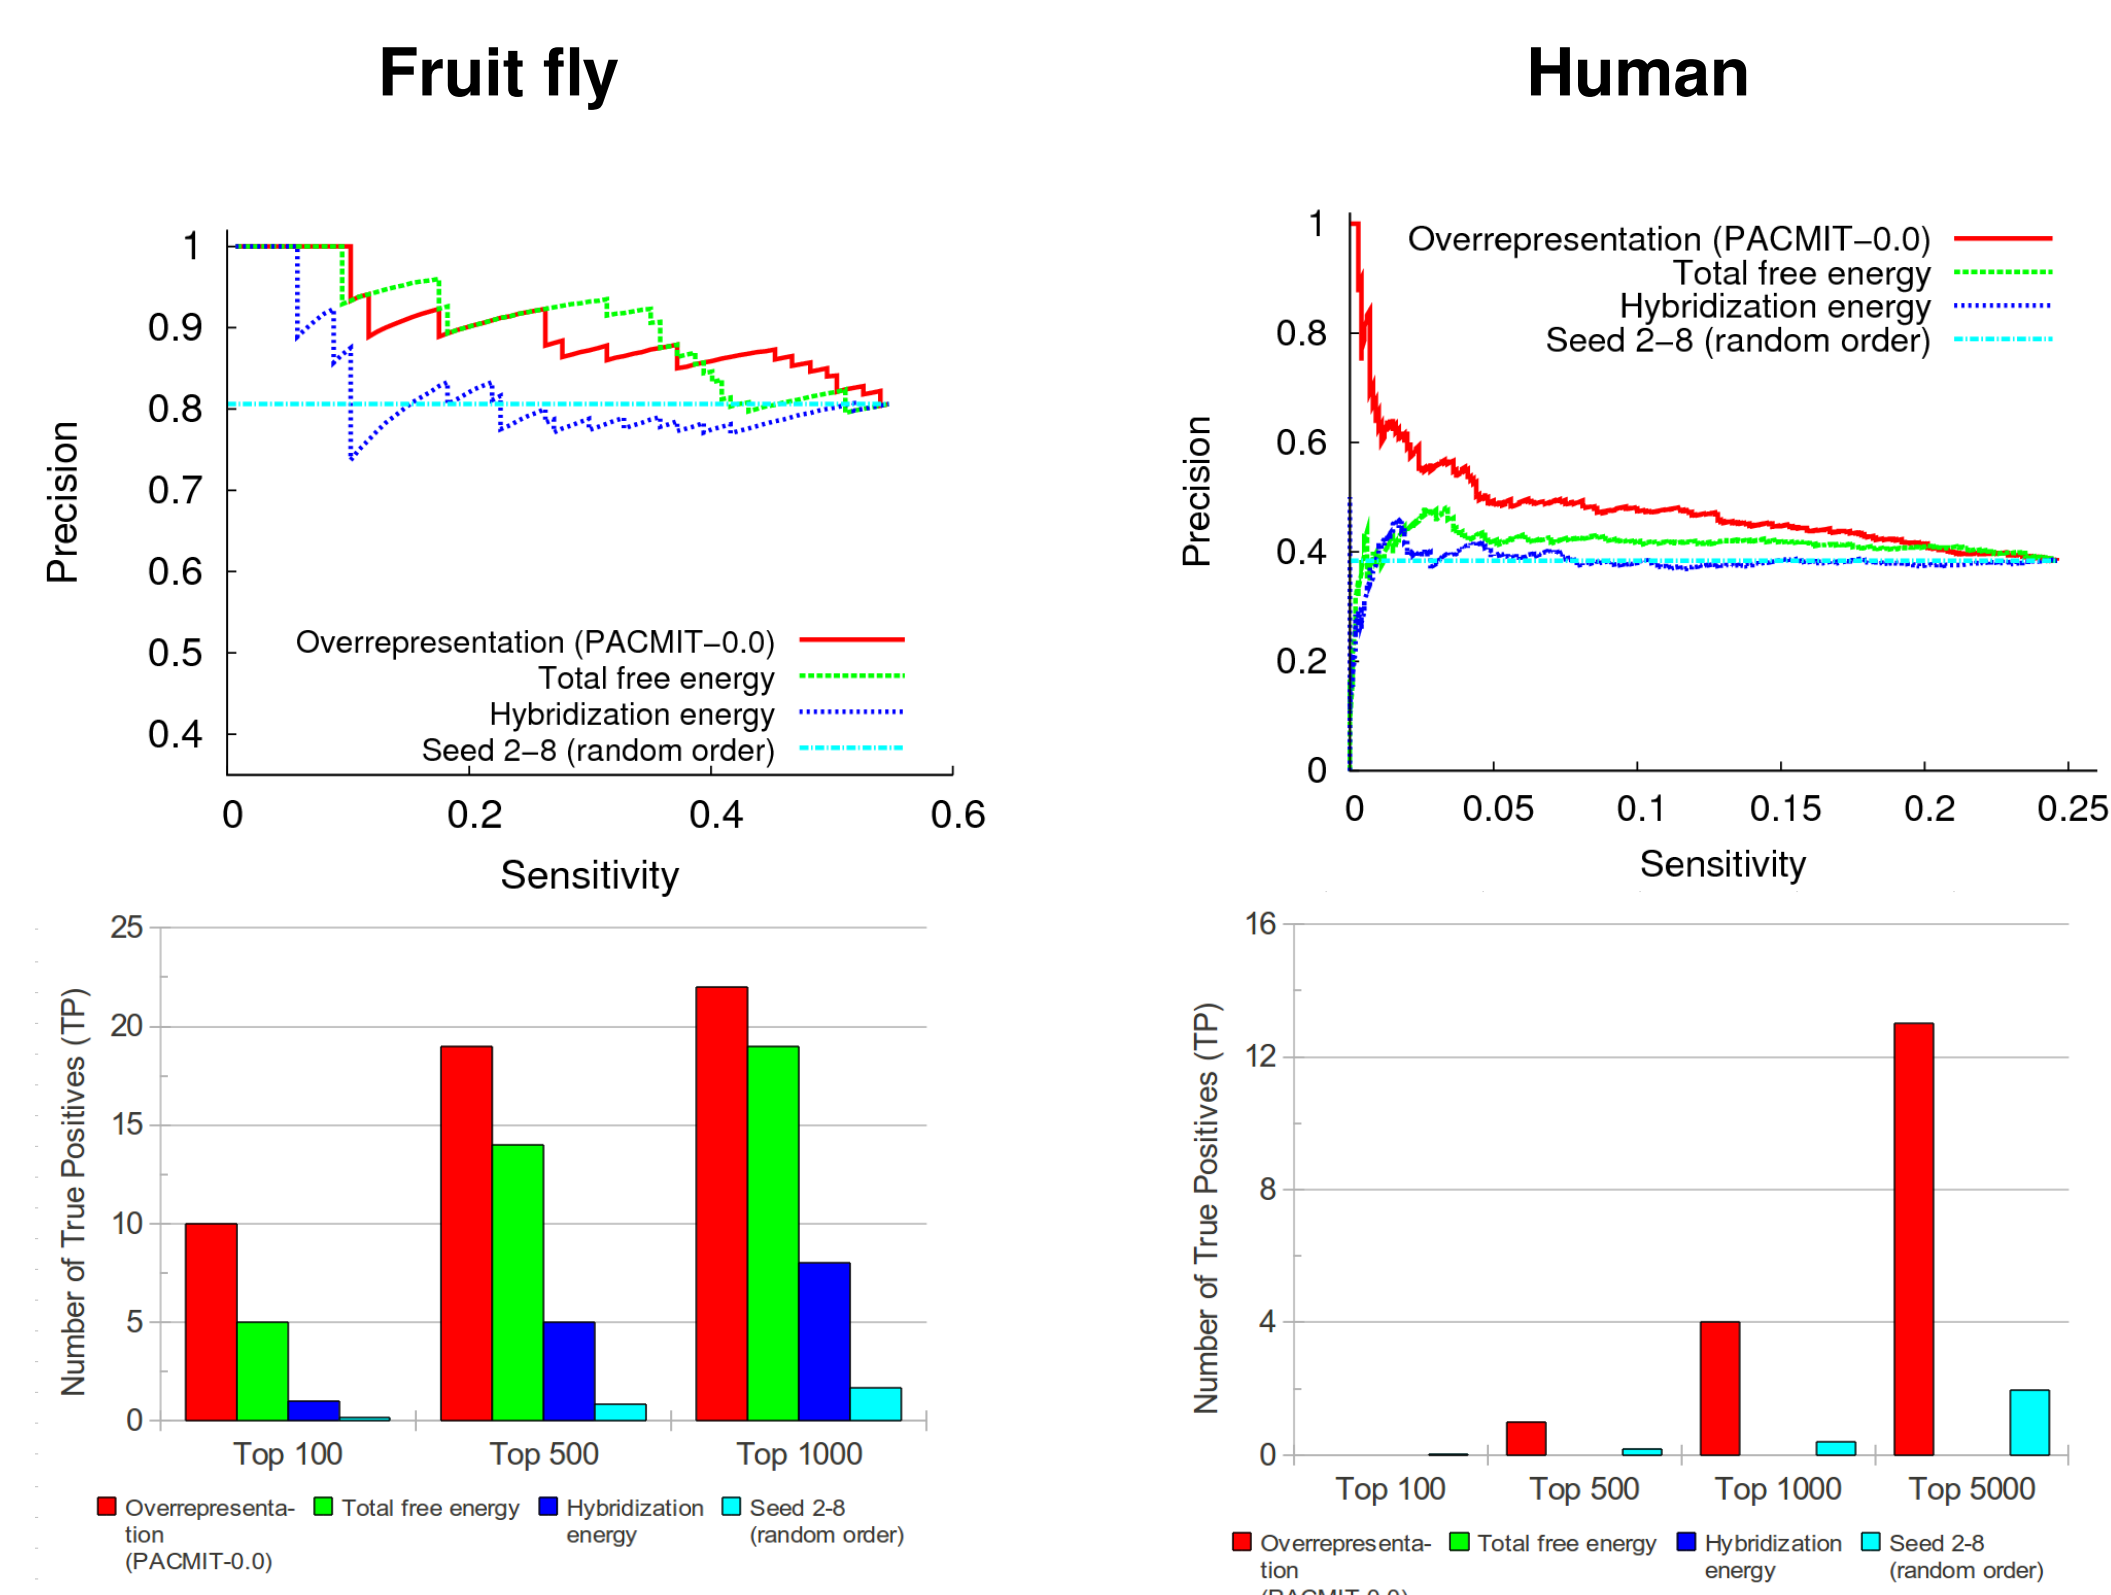 Fruit fly
Human
1
0.9
0.8
0.7
0.6
0.5
0.4
Precision
Overrepresentation (PACMIT−0.0)
Total free energy
Hybridization energy
Seed 2−8 (random order)
0 0.2 0.4 0.6
Sensitivity
1
0.8
0.6
0.4
0.2
0
Precision
Overrepresentation (PACMIT−0.0)
Total free energy
Hybridization energy
Seed 2−8 (random order)
0 0.05 0.1 0.15 0.2 0.25
Sensitivity
25
20
15
10
5
0
Number of True Positives (TP)
Top 100 Top 500 Top 1000
Overrepresenta-
tion
(PACMIT-0.0)
Total free energy
Hybridization
energy
Seed 2-8
(random order)
16
12
8
4
0
Number of True Positives (TP)
Top 100 Top 500 Top 1000 Top 5000
Overrepresenta-
tion
(PACMIT-0.0)
Total free energy
Hybridization
energy
Seed 2-8
(random order)